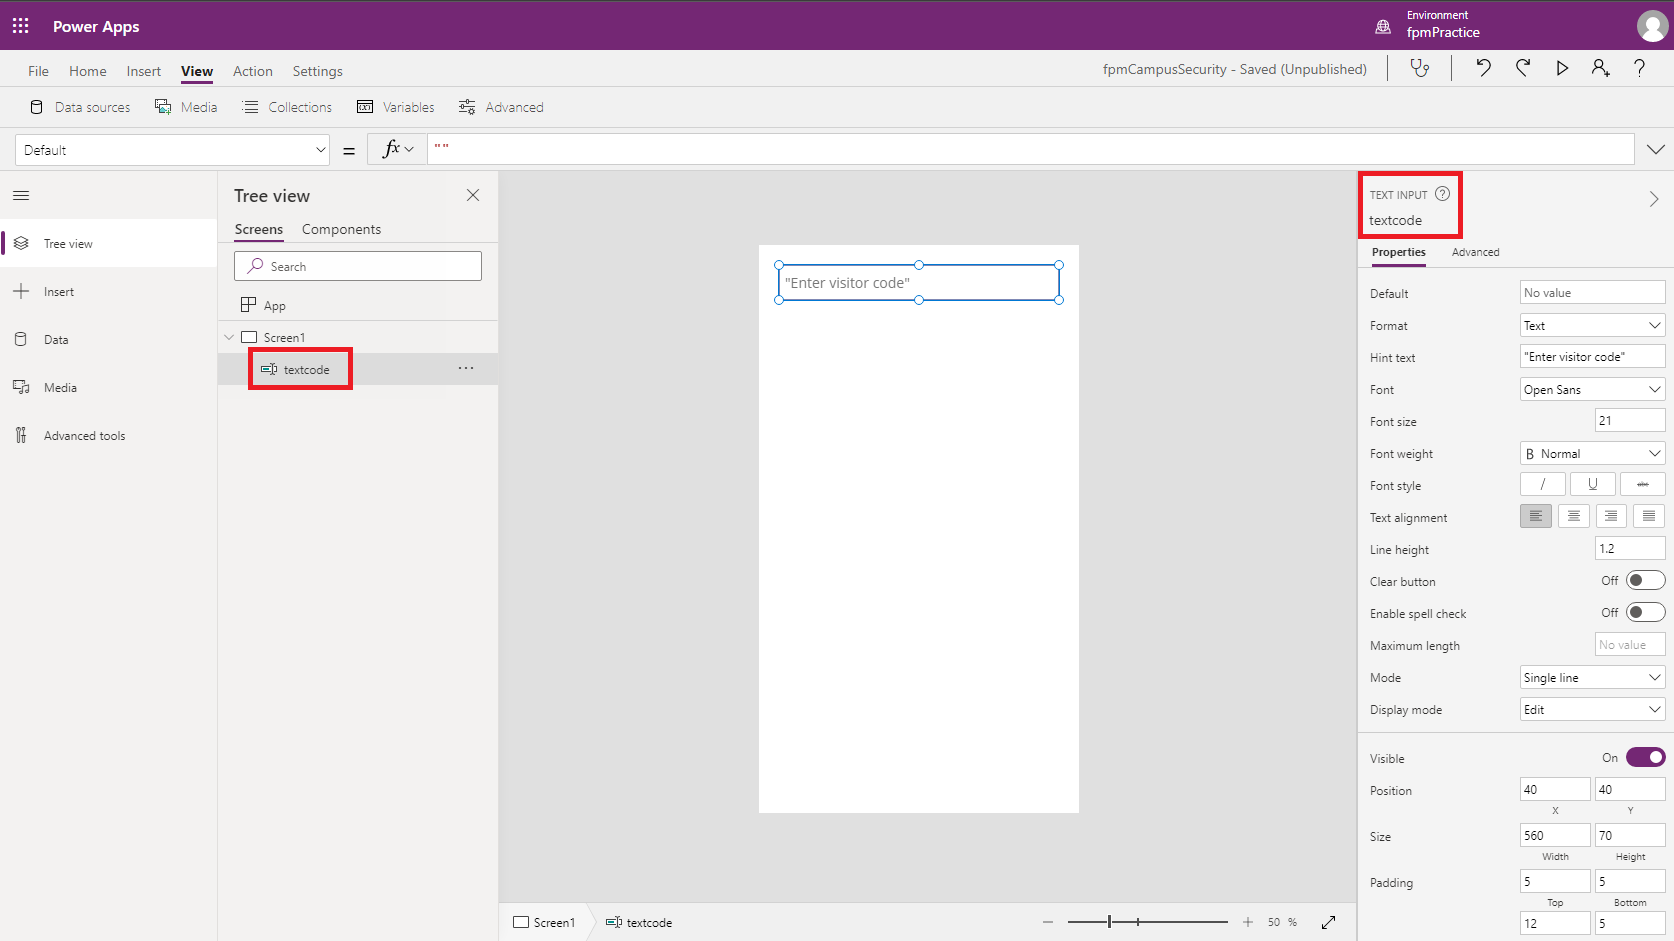 Power Apps
Environment
fpmPractice
File Home Insert View Action Settings
fpmCampusSecurity - Saved (Unpublished)
?
Data sources Media Collections Variables Advanced
Default
= fx ""
Tree view
Insert
Data
Media
Advanced tools
Tree view
Screens Components
Search
App
Screen1
textcode
...
"Enter visitor code"
Screen1 textcode
50 %
TEXT INPUT ?
textcode
Properties Advanced
Default No value
Format Text
Hint text "Enter visitor code"
Font Open Sans
Font size 21
Font weight B Normal
Font style / U abc
Text alignment
Line height 1.2
Clear button Off
Enable spell check Off
Maximum length No value
Mode Single line
Display mode Edit
Visible On
Position 40 40
X Y
Size 560 70
Width Height
Padding 5 5
Top Bottom
12 5